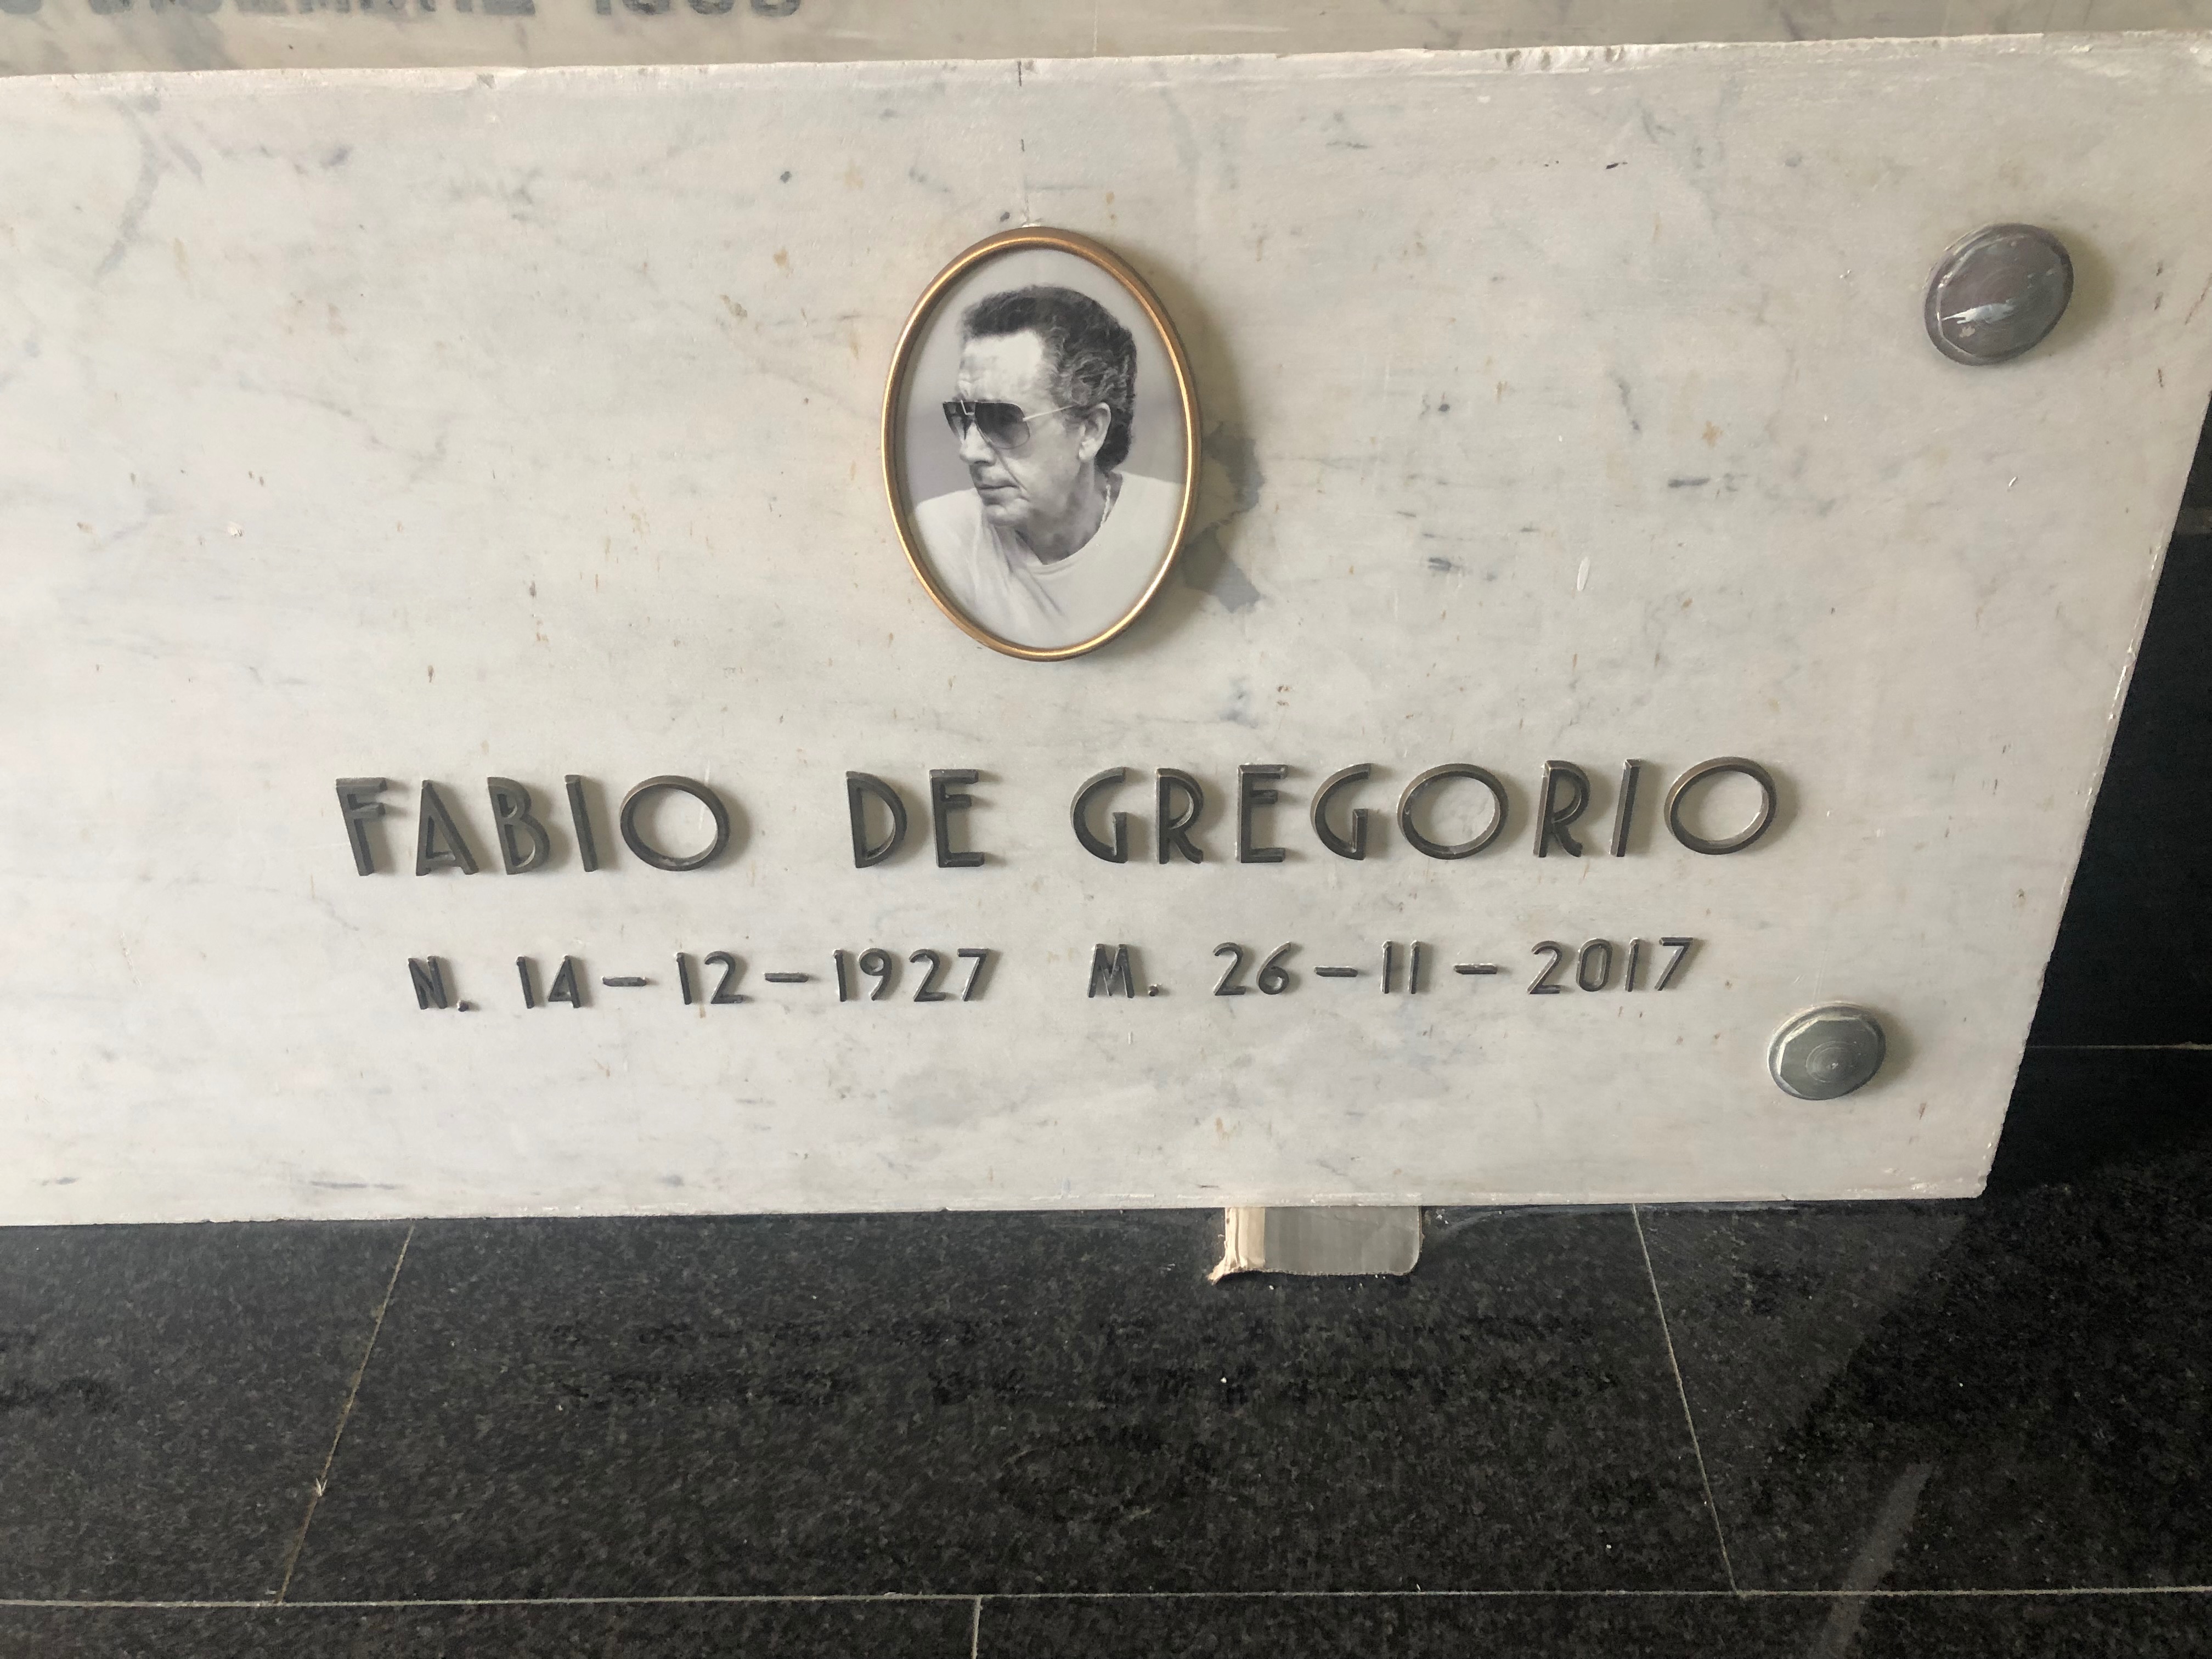 FABIO DE GREGORIO
N. 14-12-1927 M. 26-11-2017